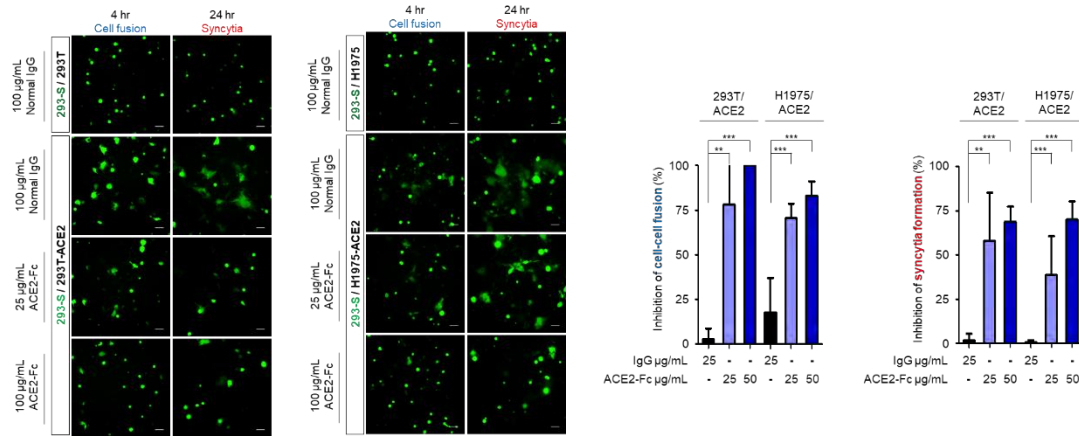 4 hr
Cell fusion
24 hr
Syncytia
100 µg/mL
Normal IgG
293-S / 293T
100 µg/mL
Normal IgG
25 µg/mL
ACE2-Fc
100 µg/mL
ACE2-Fc
293-S / 293T-ACE2
4 hr
Cell fusion
24 hr
Syncytia
100 µg/mL
Normal IgG
293-S / H1975
100 µg/mL
Normal IgG
25 µg/mL
ACE2-Fc
100 µg/mL
ACE2-Fc
293-S / H1975-ACE2
293T/
ACE2
H1975/
ACE2
*** ***
** ***
Inhibition of cell-cell fusion (%)
100
75
50
25
0
IgG µg/mL 25 - - 25 - -
ACE2-Fc µg/mL - 25 50 - 25 50
293T/
ACE2
H1975/
ACE2
*** ***
** ***
Inhibition of syncytia formation (%)
100
75
50
25
0
IgG µg/mL 25 - - 25 - -
ACE2-Fc µg/mL - 25 50 - 25 50